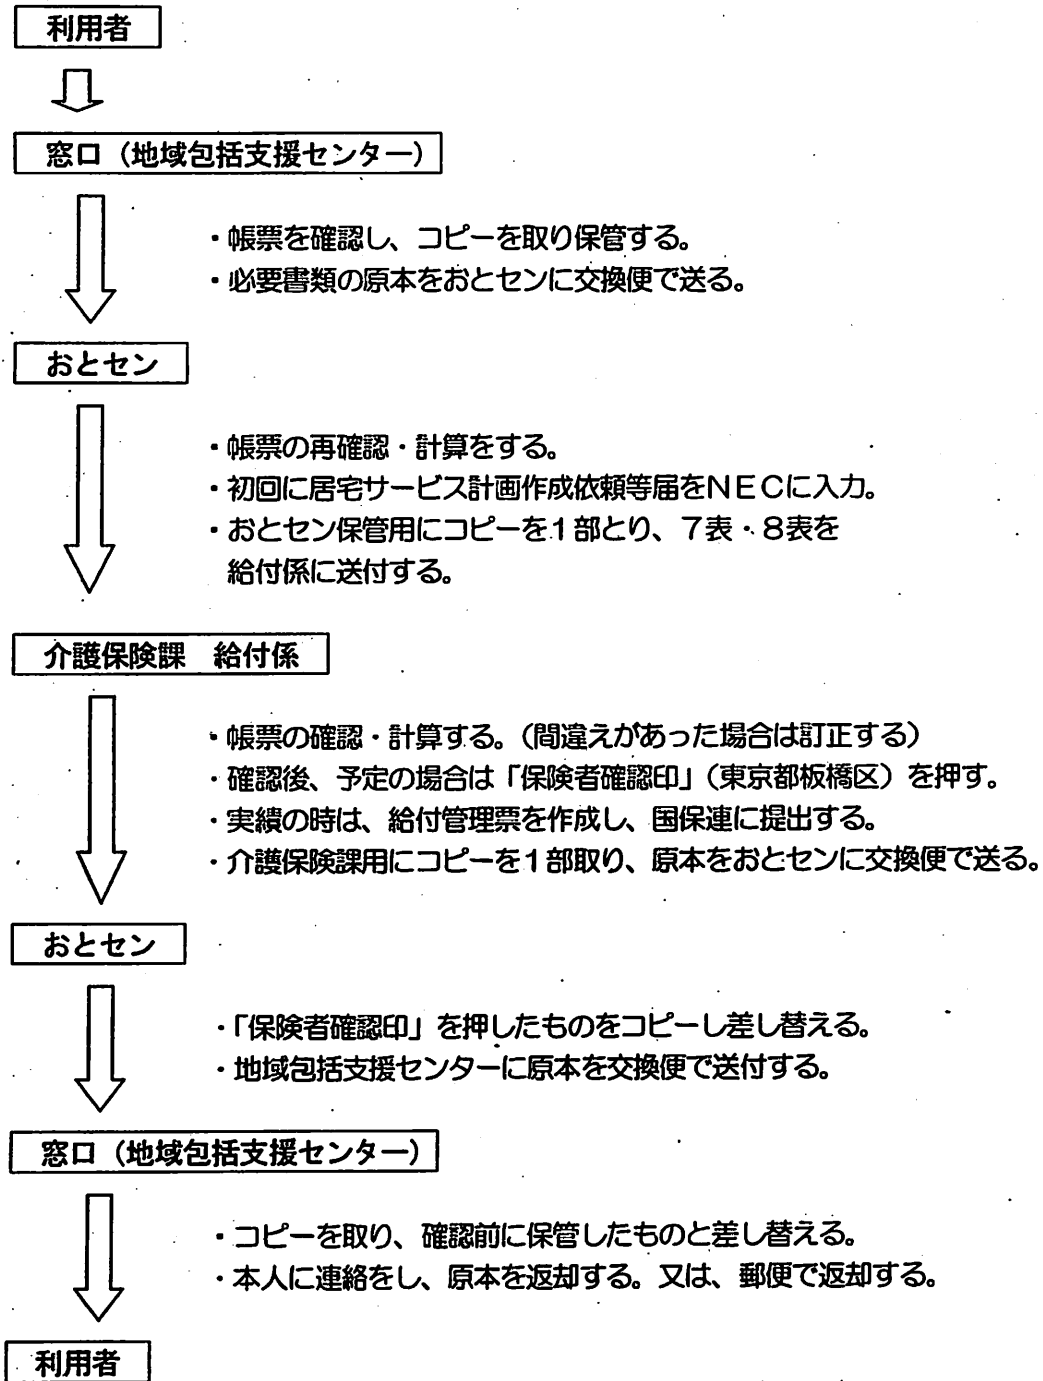 利用者
窓口（地域包括支援センター）
・帳票を確認し、コピーを取り保管する。
・必要書類の原本をおとセンに交換便で送る。
おとセン
・帳票の再確認・計算をする。
・初回に居宅サービス計画作成依頼等届をＮＥＣに入力。
・おとセン保管用にコピーを１部とり、７表・８表を
給付係に送付する。
介護保険課　給付係
・帳票の確認・計算する。（間違えがあった場合は訂正する）
・確認後、予定の場合は「保険者確認印」（東京都板橋区）を押す。
・実績の時は、給付管理票を作成し、国保連に提出する。
・介護保険課用にコピーを１部取り、原本をおとセンに交換便で送る。
おとセン
・「保険者確認印」を押したものをコピーし差し替える。
・地域包括支援センターに原本を交換便で送付する。
窓口（地域包括支援センター）
・コピーを取り、確認前に保管したものと差し替える。
・本人に連絡をし、原本を返却する。又は、郵便で返却する。
利用者